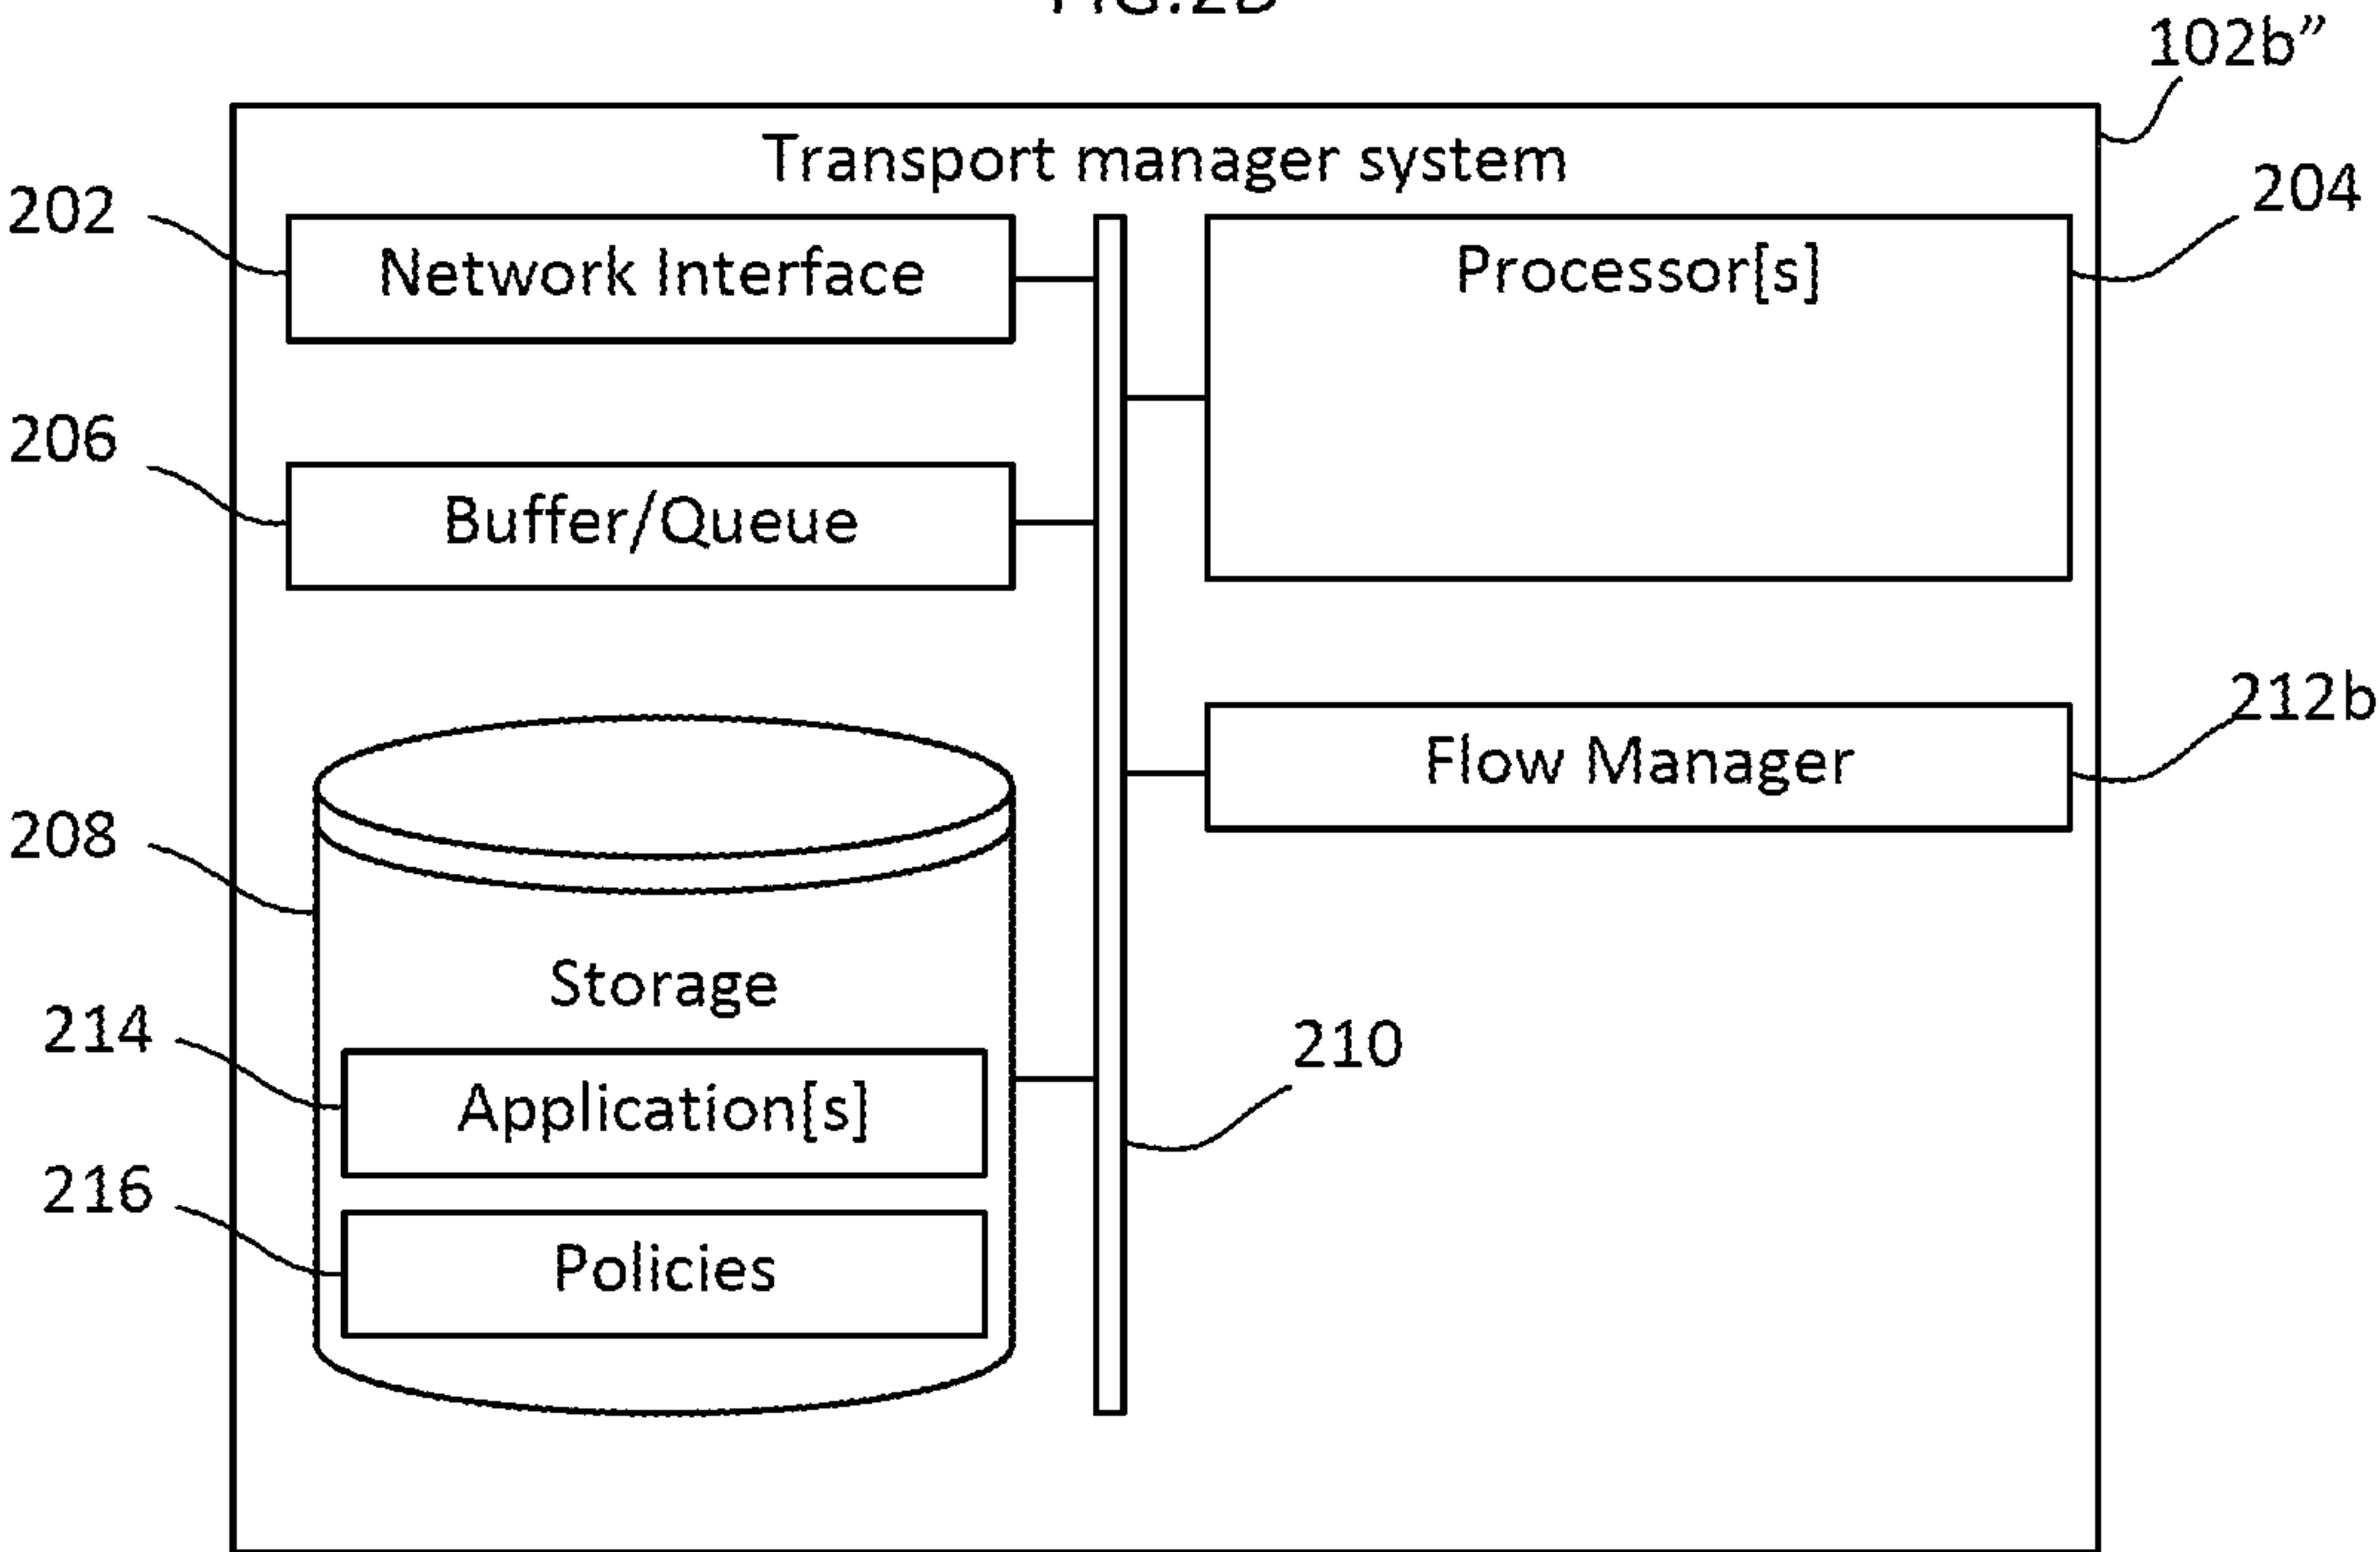 102b”
Transport manager system
202
204
Network Interface
Processor[s]
206
Buffer/Queue
212b
Flow Manager
208
Storage
214
210
Application[s]
216
Policies